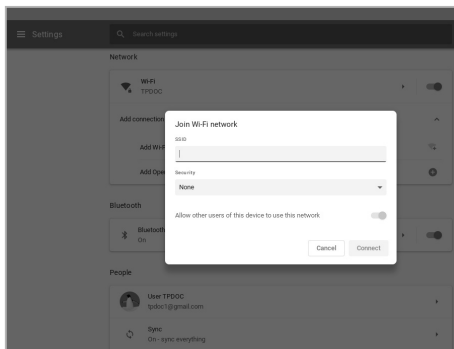 Settings
Search settings
Network
Wi-Fi
TPDOC
Add connection
Join Wi-Fi network
SSID
Add Wi-F
Add Ope
Security
None
Allow other users of this device to use this network
Bluetooth
Bluetooth
On
Cancel
Connect
People
User TPDOC
tpdoc1@gmail.com
Sync
On - sync everything